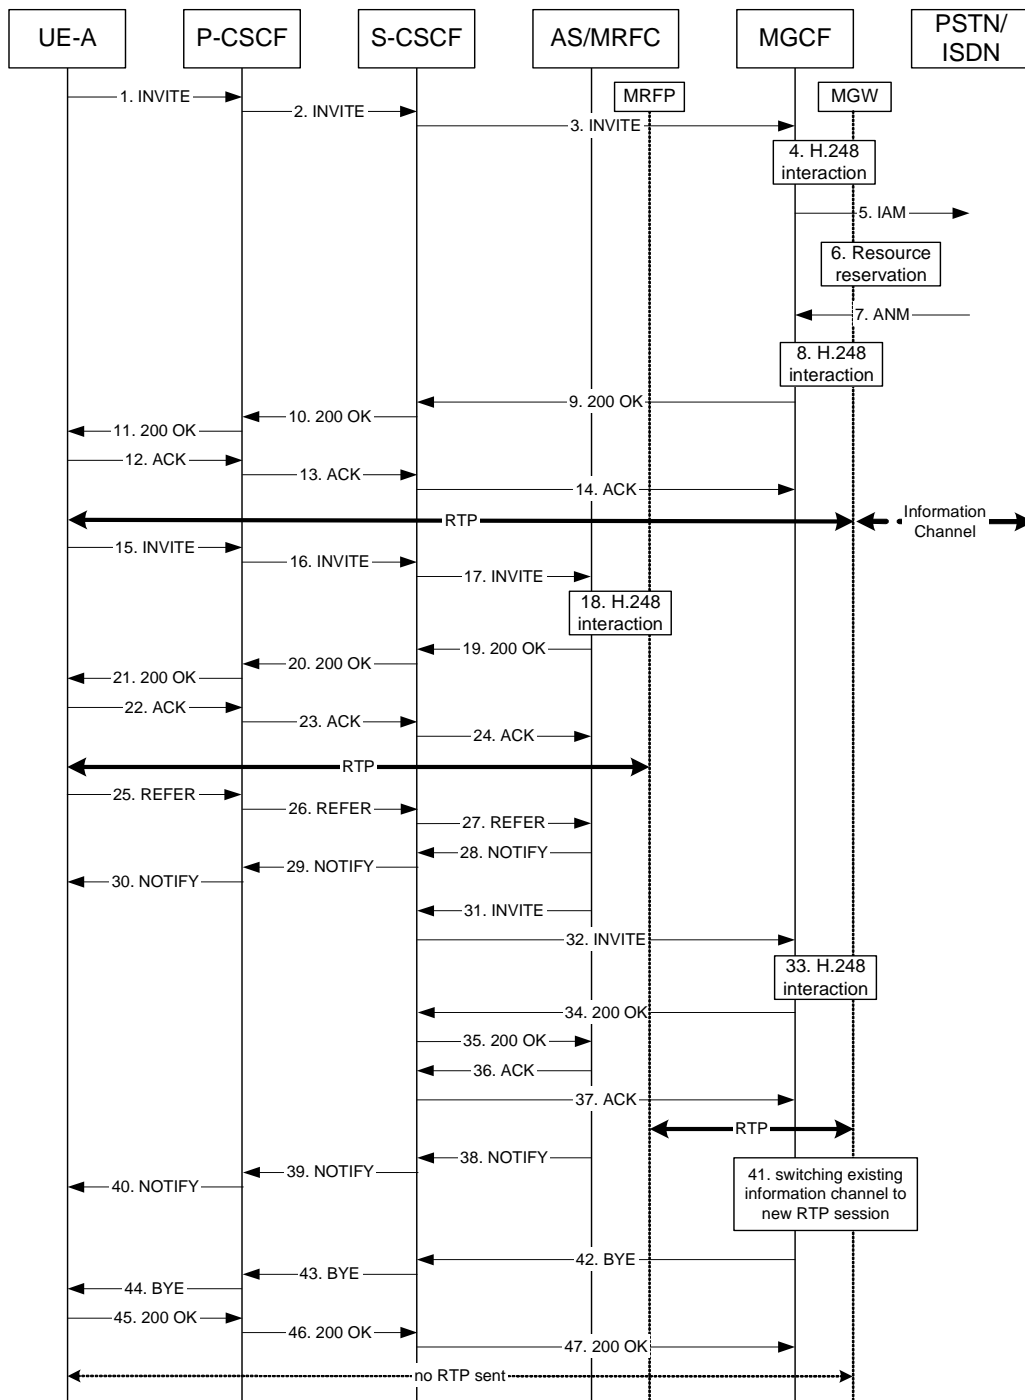 UE-A
P-CSCF
S-CSCF
AS/MRFC
MGCF
PSTN/
ISDN
MRFP
MGW
1. INVITE
2. INVITE
3. INVITE
4. H.248
interaction
5. IAM
6. Resource
reservation
7. ANM
8. H.248
interaction
9. 200 OK
10. 200 OK
11. 200 OK
12. ACK
13. ACK
14. ACK
RTP
Information
Channel
15. INVITE
16. INVITE
17. INVITE
18. H.248
interaction
19. 200 OK
20. 200 OK
21. 200 OK
22. ACK
23. ACK
24. ACK
RTP
25. REFER
26. REFER
27. REFER
28. NOTIFY
29. NOTIFY
30. NOTIFY
31. INVITE
32. INVITE
33. H.248
interaction
34. 200 OK
35. 200 OK
36. ACK
37. ACK
RTP
38. NOTIFY
39. NOTIFY
40. NOTIFY
41. switching existing
information channel to
new RTP session
42. BYE
43. BYE
44. BYE
45. 200 OK
46. 200 OK
47. 200 OK
no RTP sent